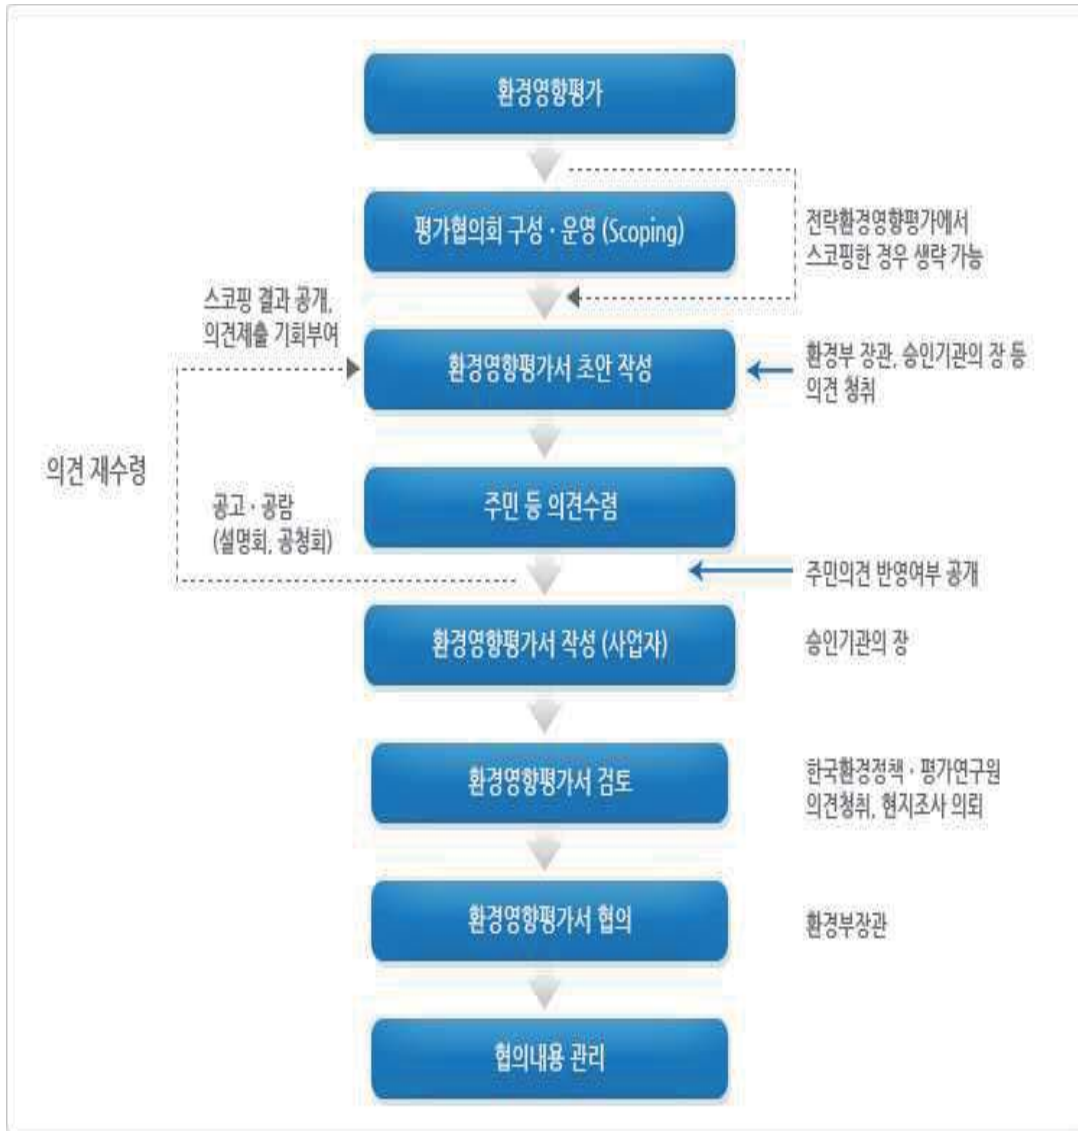 환경영향평가
평가협의회 구성 · 운영 (Scoping)
전략환경영향평가에서
스코핑한 경우 생략 가능
스코핑 결과 공개,
의견제출 기회부여
환경영향평가서 초안 작성
환경부 장관, 승인기관의 장 등
의견 청취
의견 재수령
주민 등 의견수렴
공고 · 공람
(설명회, 공청회)
주민의견 반영여부 공개
환경영향평가서 작성 (사업자)
승인기관의 장
환경영향평가서 검토
한국환경정책 · 평가연구원
의견청취, 현지조사 의뢰
환경영향평가서 협의
환경부장관
협의내용 관리